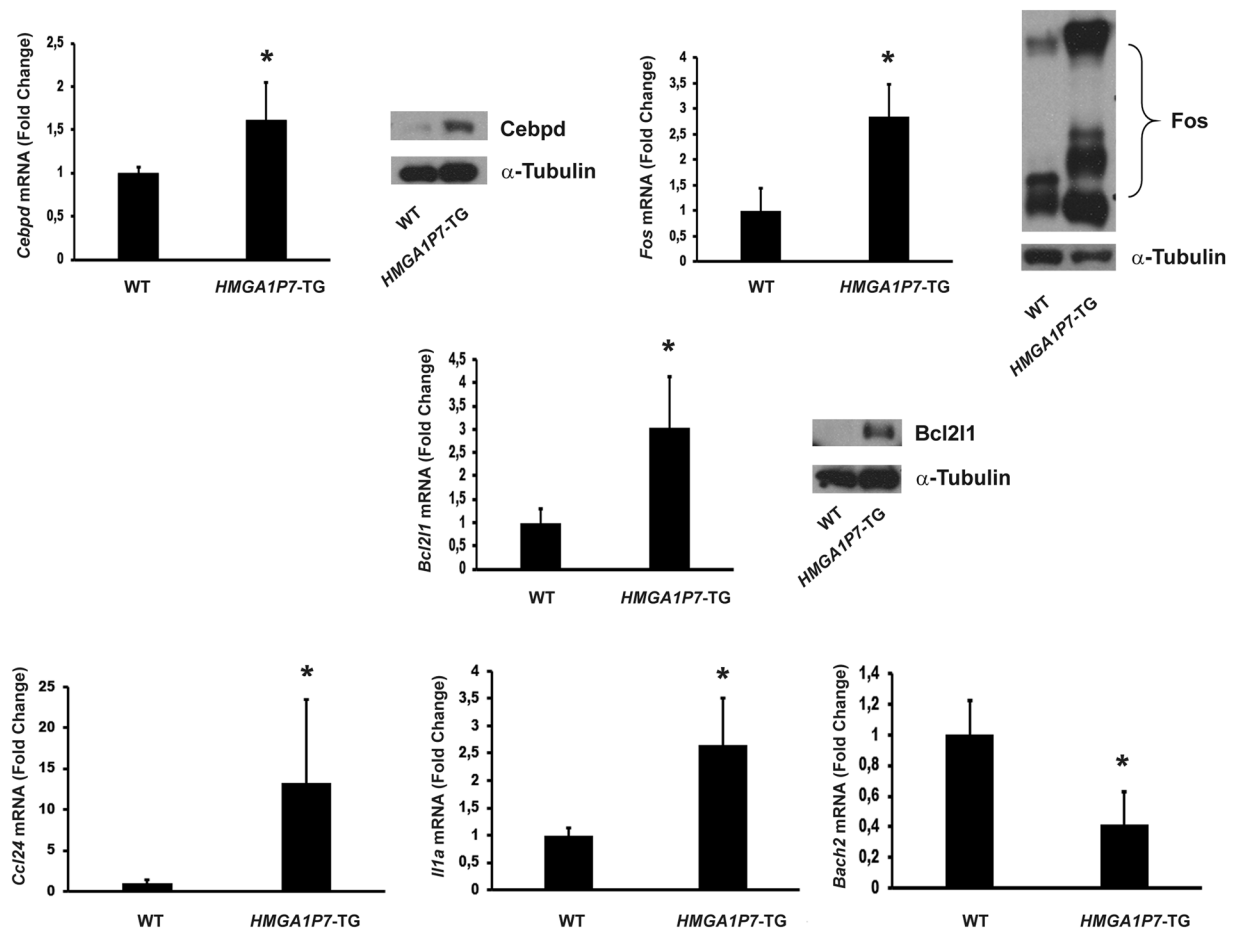 Cebpd mRNA (Fold Change)
2,5
2
1,5
1
0,5
0
*
WT
HMGA1P7-TG
Cebpd
α-Tubulin
WT
HMGA1P7-TG
Fos mRNA (Fold Change)
4
3,5
3
2,5
2
1,5
1
0,5
0
*
WT
HMGA1P7-TG
Fos
α-Tubulin
WT
HMGA1P7-TG
Bcl2l1 mRNA (Fold Change)
4,5
4
3,5
3
2,5
2
1,5
1
0,5
0
*
WT
HMGA1P7-TG
Bcl2l1
α-Tubulin
WT
HMGA1P7-TG
Ccl24 mRNA (Fold Change)
25
20
15
10
5
0
*
WT
HMGA1P7-TG
Il1a mRNA (Fold Change)
4
3,5
3
2,5
2
1,5
1
0,5
0
*
WT
HMGA1P7-TG
Bach2 mRNA (Fold Change)
1,4
1,2
1
0,8
0,6
0,4
0,2
0
*
WT
HMGA1P7-TG